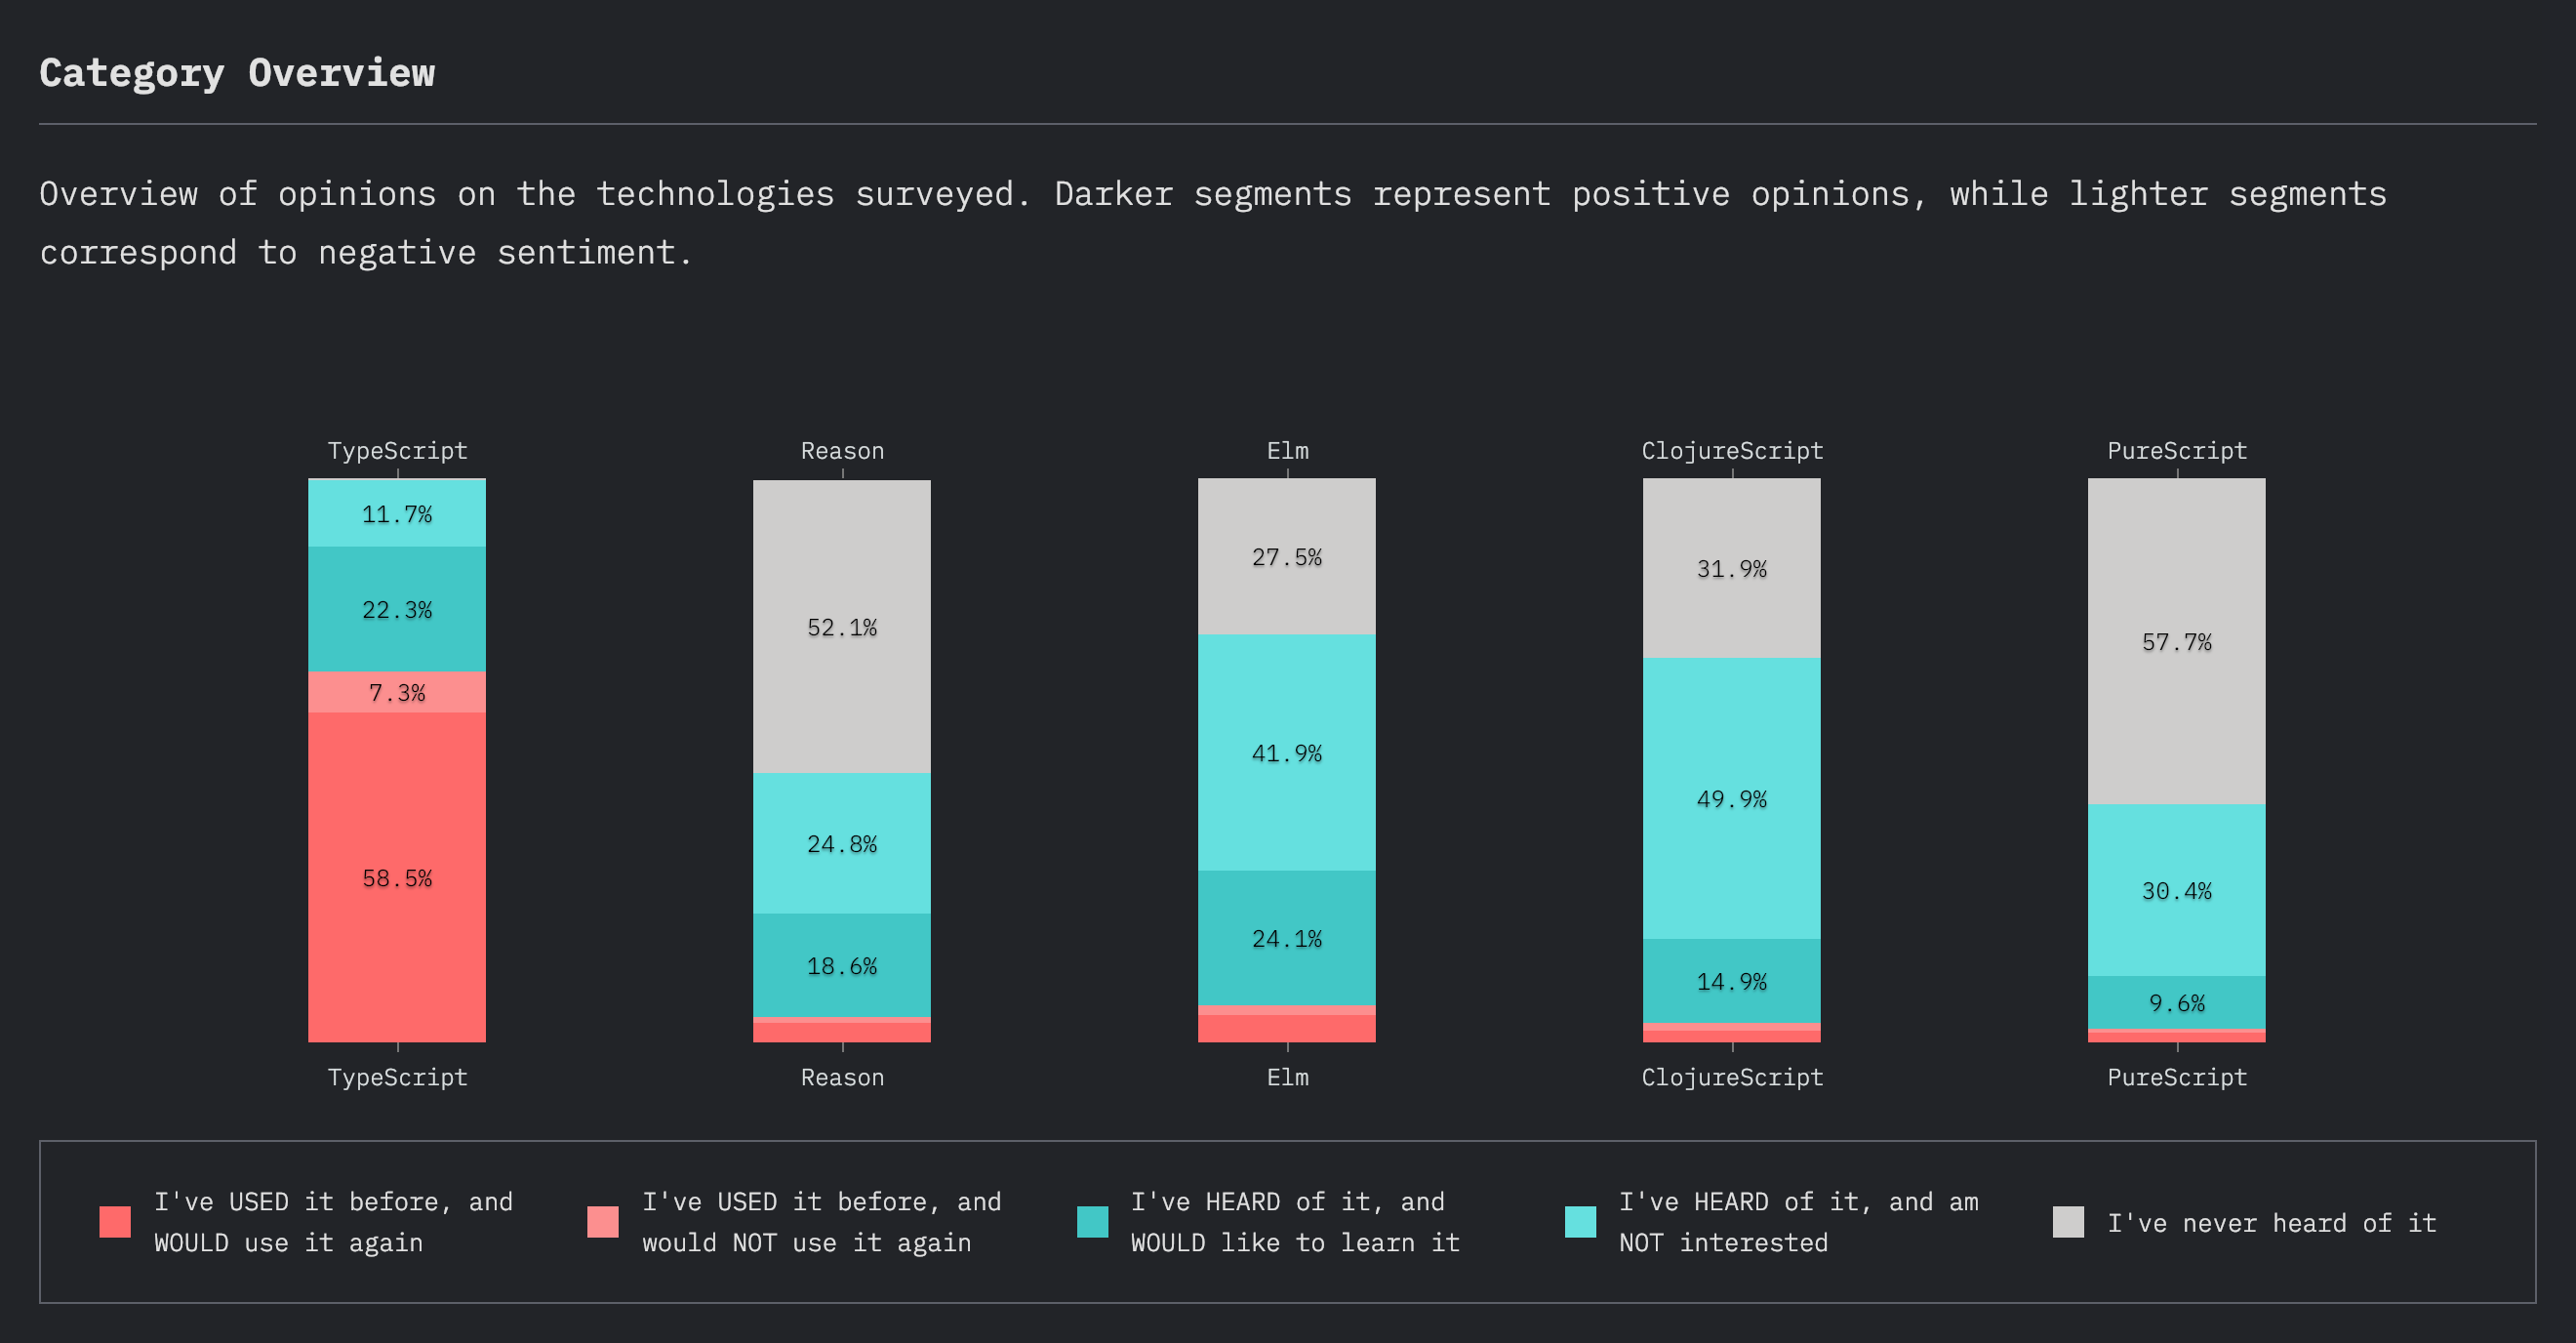 Category Overview
Overview of opinions on the technologies surveyed. Darker segments represent positive opinions, while lighter segments
correspond to negative sentiment.
TypeScript
Reason
Elm
ClojureScript
PureScript
11.7%
22.3%
7.3%
58.5%
52.1%
24.8%
18.6%
27.5%
41.9%
24.1%
31.9%
49.9%
14.9%
57.7%
30.4%
9.6%
TypeScript
Reason
Elm
ClojureScript
PureScript
I've USED it before, and
WOULD use it again
I've USED it before, and
would NOT use it again
I've HEARD of it, and
WOULD like to learn it
I've HEARD of it, and am
NOT interested
I've never heard of it